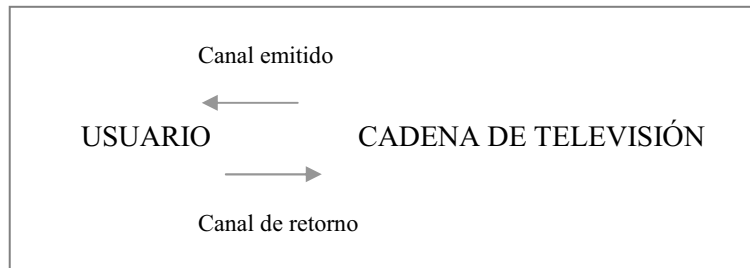 Canal emitido
USUARIO CADENA DE TELEVISIÓN
Canal de retorno